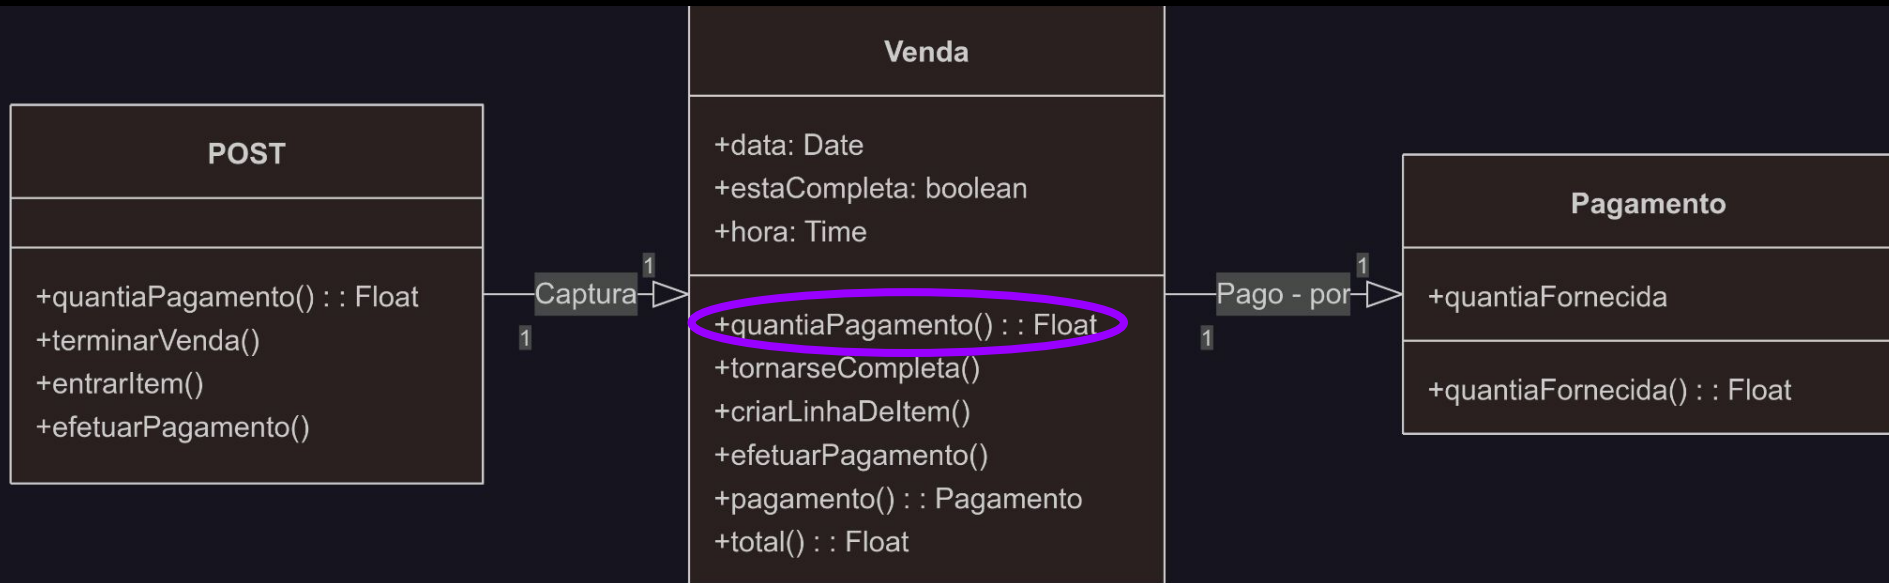 POST
+quantiaPagamento() : : Float
+terminarVenda()
+entrarItem()
+efetuarPagamento()
1
Captura
1
Venda
+data: Date
+estaCompleta: boolean
+hora: Time
+quantiaPagamento() : : Float
+tornarseCompleta()
+criarLinhaDeItem()
+efetuarPagamento()
+pagamento() : : Pagamento
+total() : : Float
1
Pago - por
1
Pagamento
+quantiaFornecida
+quantiaFornecida() : : Float